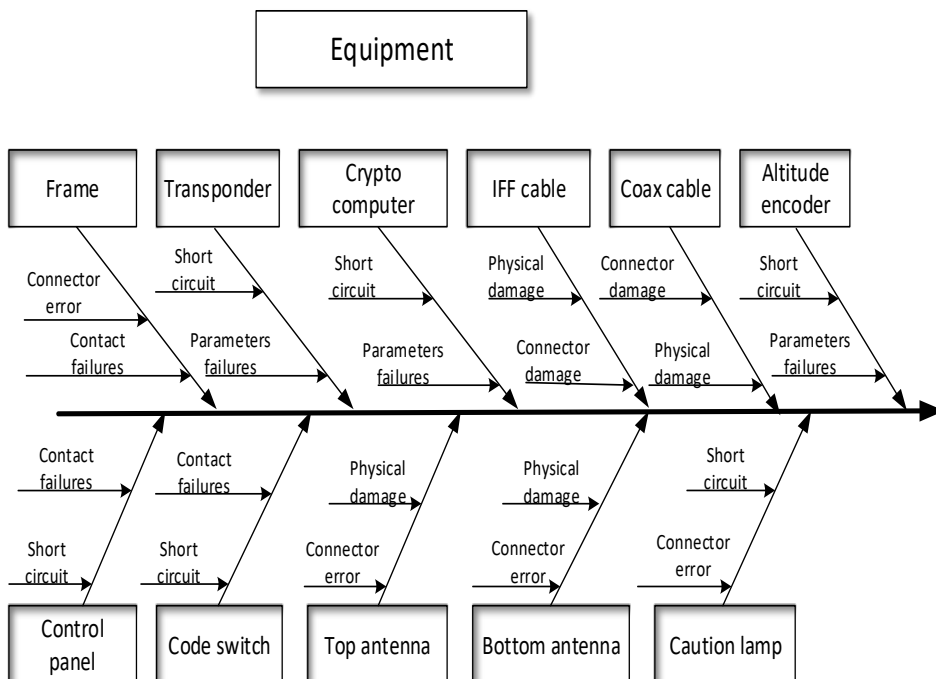 Equipment
Frame
Transponder
Crypto
computer
IFF cable
Coax cable
Altitude
encoder
Connector
error
Contact
failures
Short
circuit
Parameters
failures
Short
circuit
Parameters
failures
Physical
damage
Connector
damage
Connector
damage
Physical
damage
Short
circuit
Parameters
failures
Contact
failures
Short
circuit
Contact
failures
Short
circuit
Physical
damage
Connector
error
Physical
damage
Connector
error
Short
circuit
Connector
error
Control
panel
Code switch
Top antenna
Bottom antenna
Caution lamp